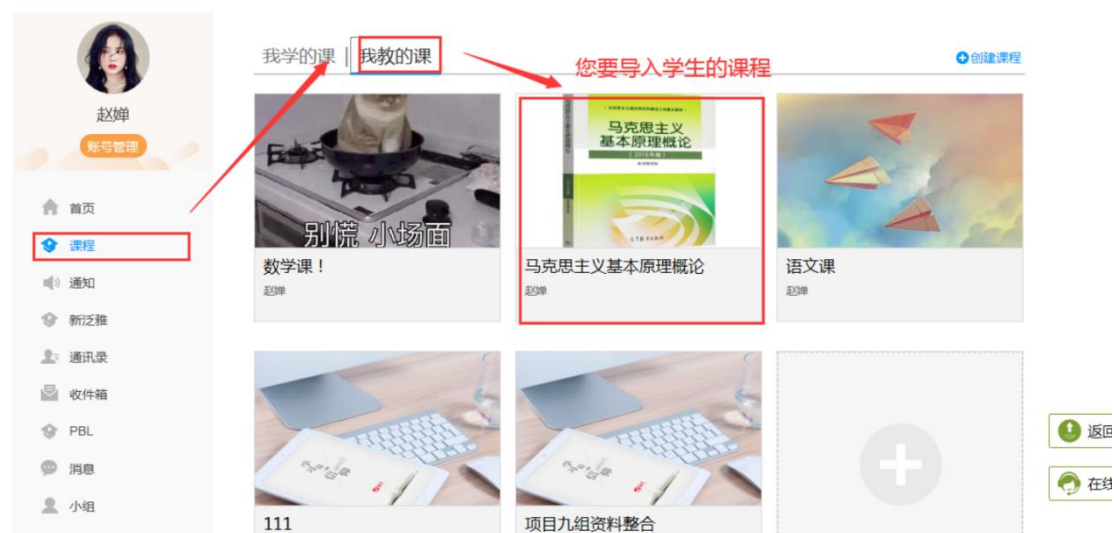 赵婵
账号管理
首页
课程
通知
新泛雅
通讯录
收件箱
PBL
消息
小组
我学的课 | 我教的课
您要导入学生的课程
创建课程
别慌 小场面
数学课！
赵婵
马克思主义
基本原理概论
(2018年版)
马克思主义基本原理概论
赵婵
语文课
赵婵
111
项目九组资料整合
返回
在线